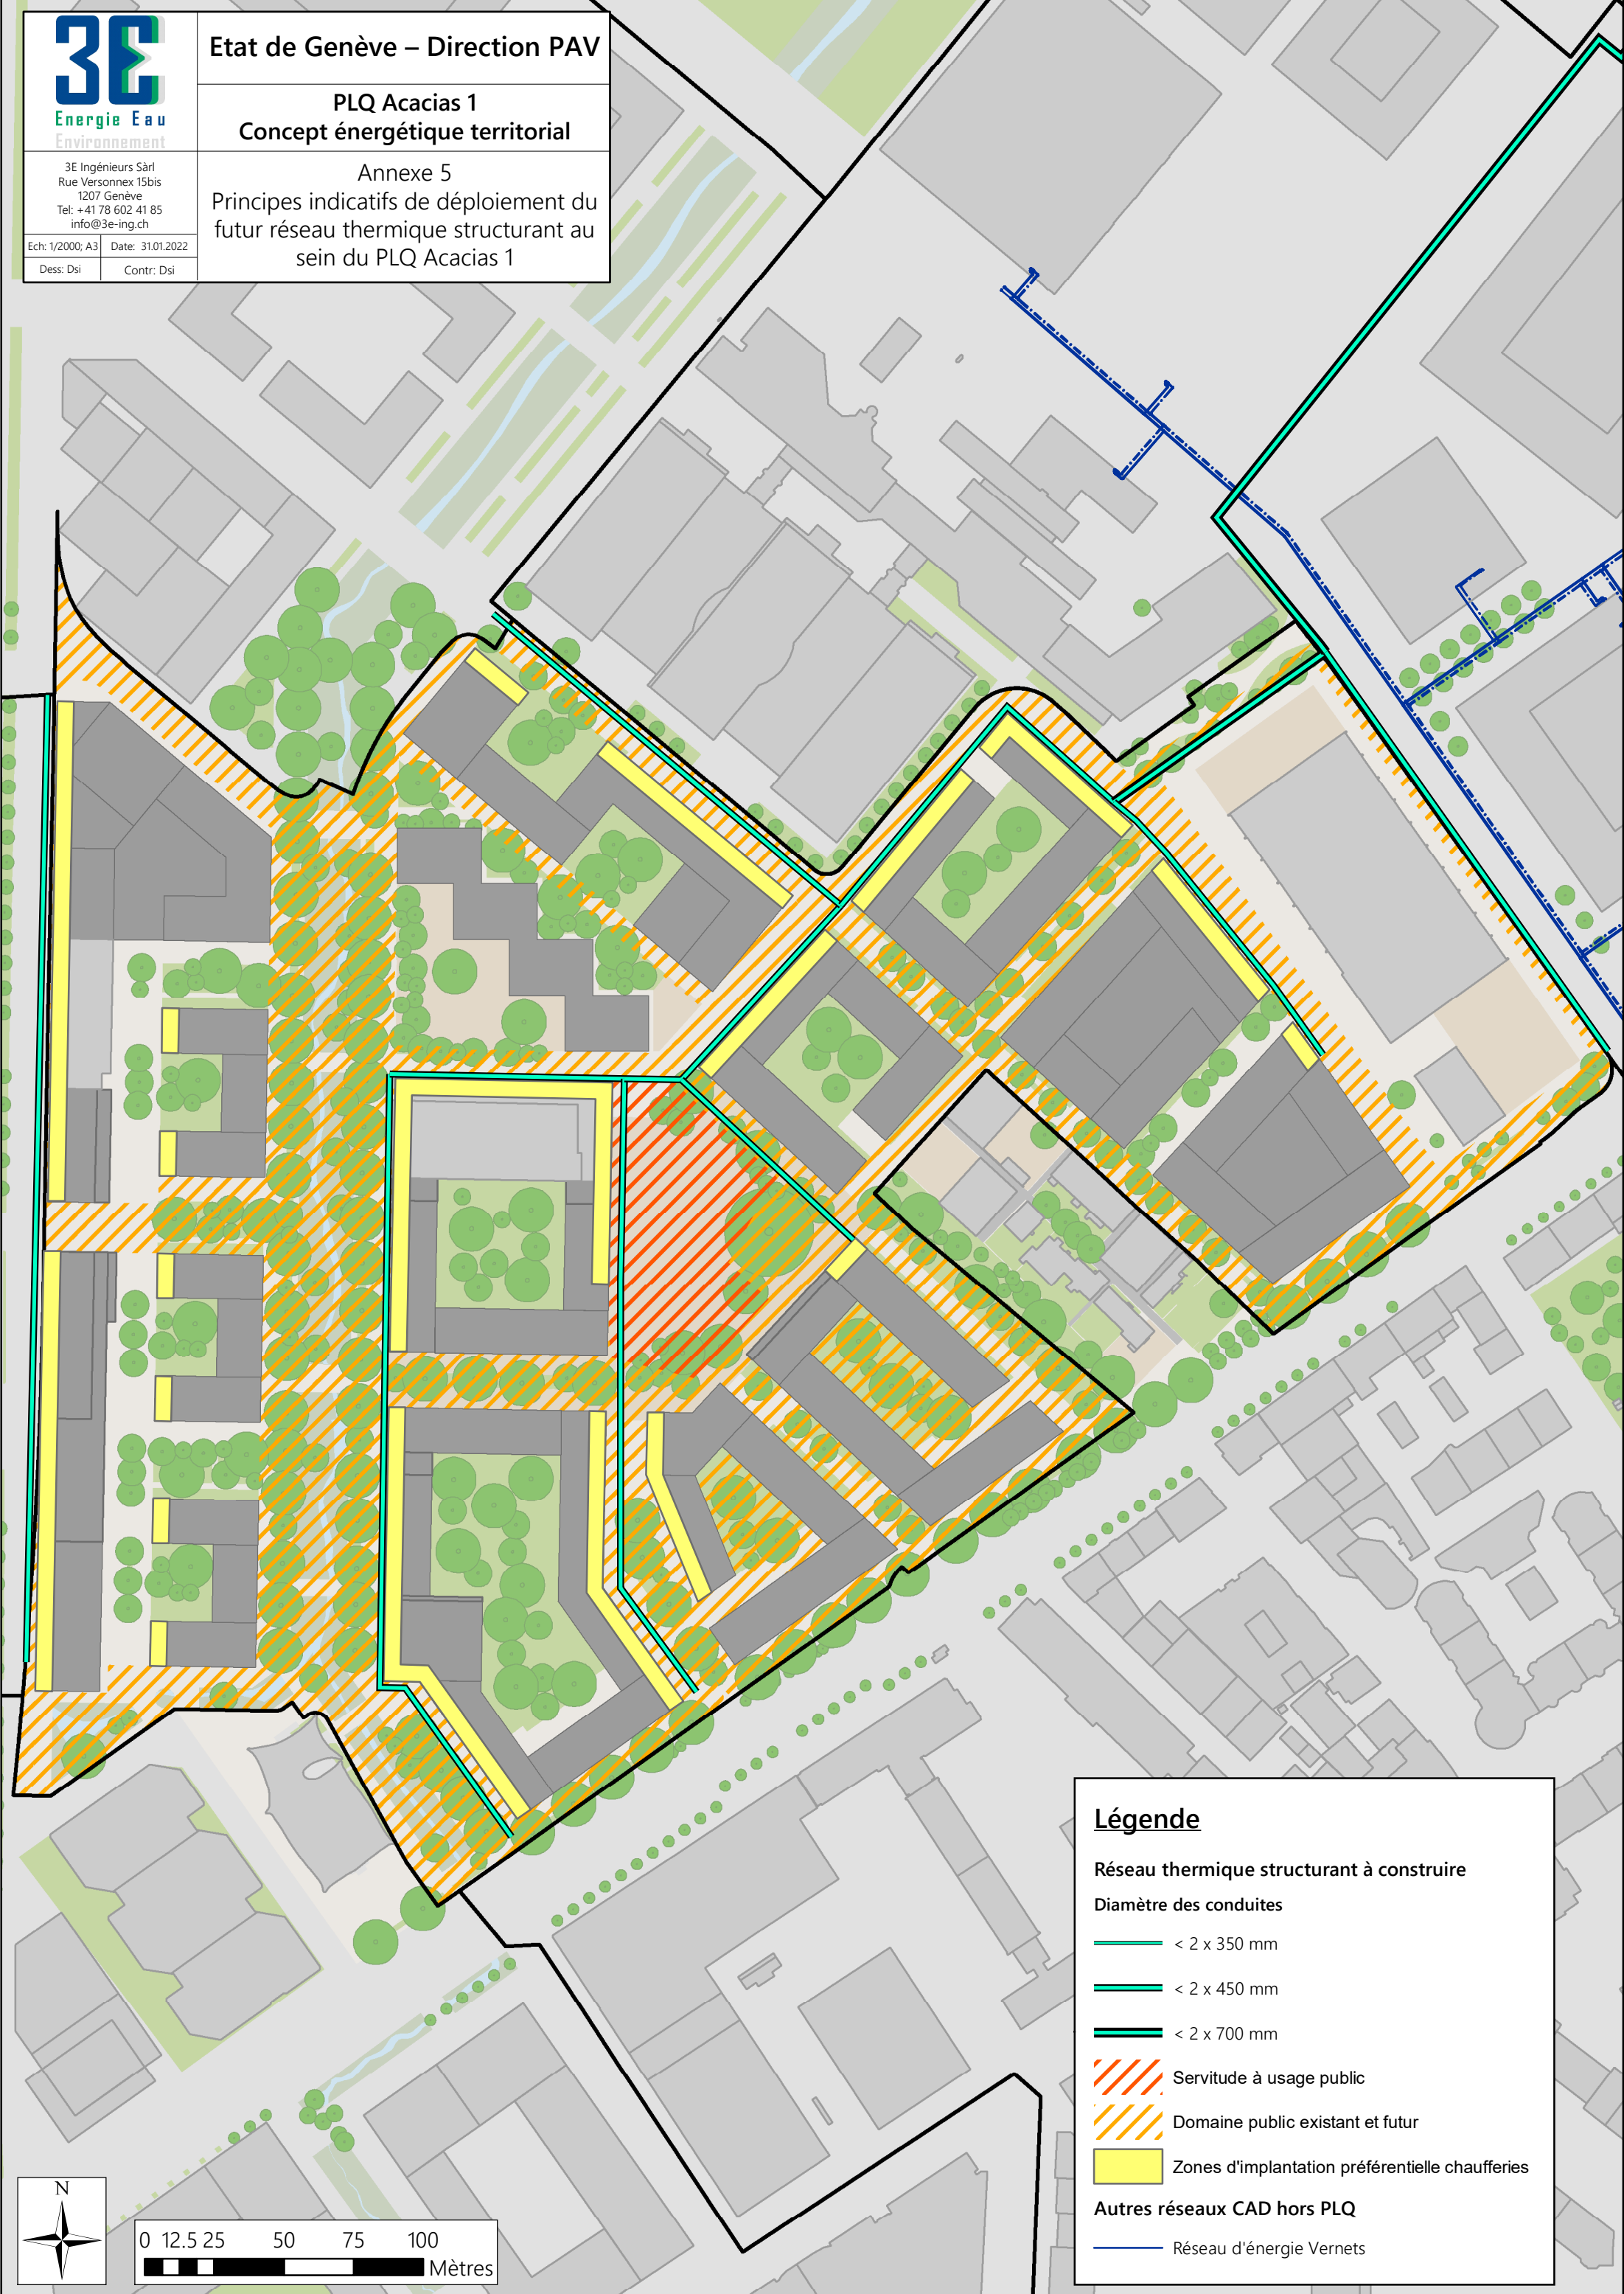 3E
Energie Eau
Environnement
3E Ingénieurs Sàrl
Rue Versonnex 15bis
1207 Genève
Tel: +41 78 602 41 85
info@3e-ing.ch
Ech: 1/2000; A3
Date: 31.01.2022
Dess: Dsi
Contr: Dsi
Etat de Genève – Direction PAV
PLQ Acacias 1
Concept énergétique territorial
Annexe 5
Principes indicatifs de déploiement du
futur réseau thermique structurant au
sein du PLQ Acacias 1
Légende
Réseau thermique structurant à construire
Diamètre des conduites
< 2 x 350 mm
< 2 x 450 mm
< 2 x 700 mm
Servitude à usage public
Domaine public existant et futur
Zones d'implantation préférentielle chaufferies
Autres réseaux CAD hors PLQ
Réseau d'énergie Vernets
N
0 12.5 25 50 75 100
Mètres